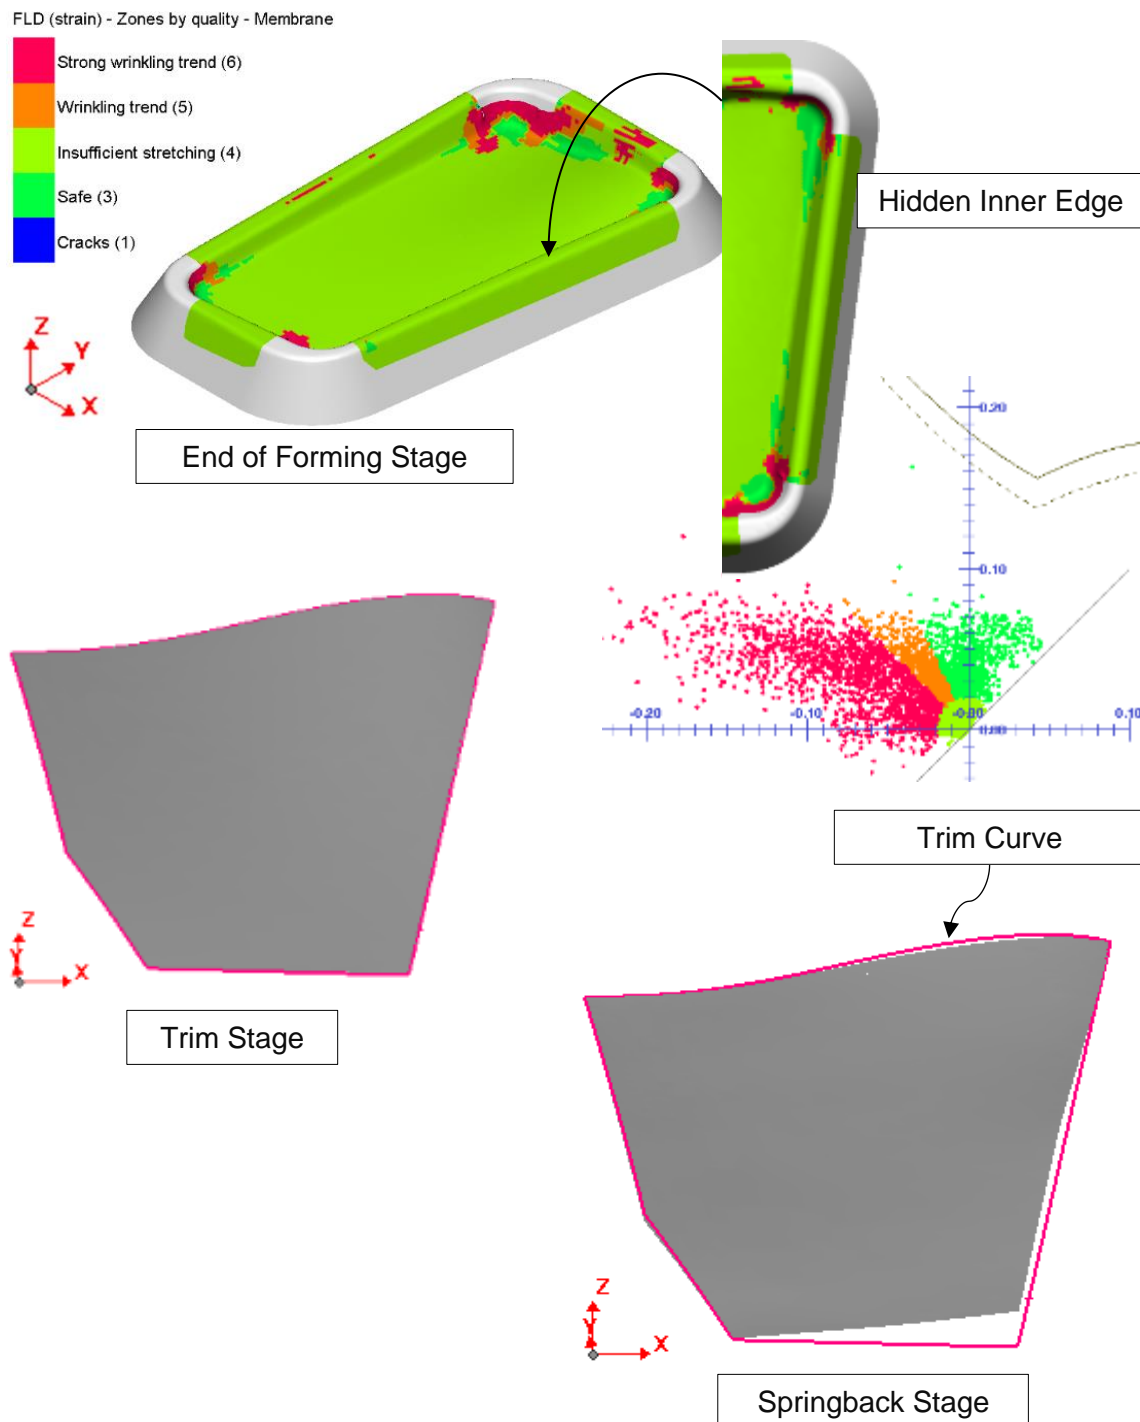 FLD (strain) - Zones by quality - Membrane
Strong wrinkling trend (6)
Wrinkling trend (5)
Insufficient stretching (4)
Safe (3)
Cracks (1)
Hidden Inner Edge
Z
Y
X
End of Forming Stage
0.20
0.10
-0.20
-0.10
-0.00
0.10
0.00
Trim Curve
Z
Y
X
Trim Stage
Z
Y
X
Springback Stage